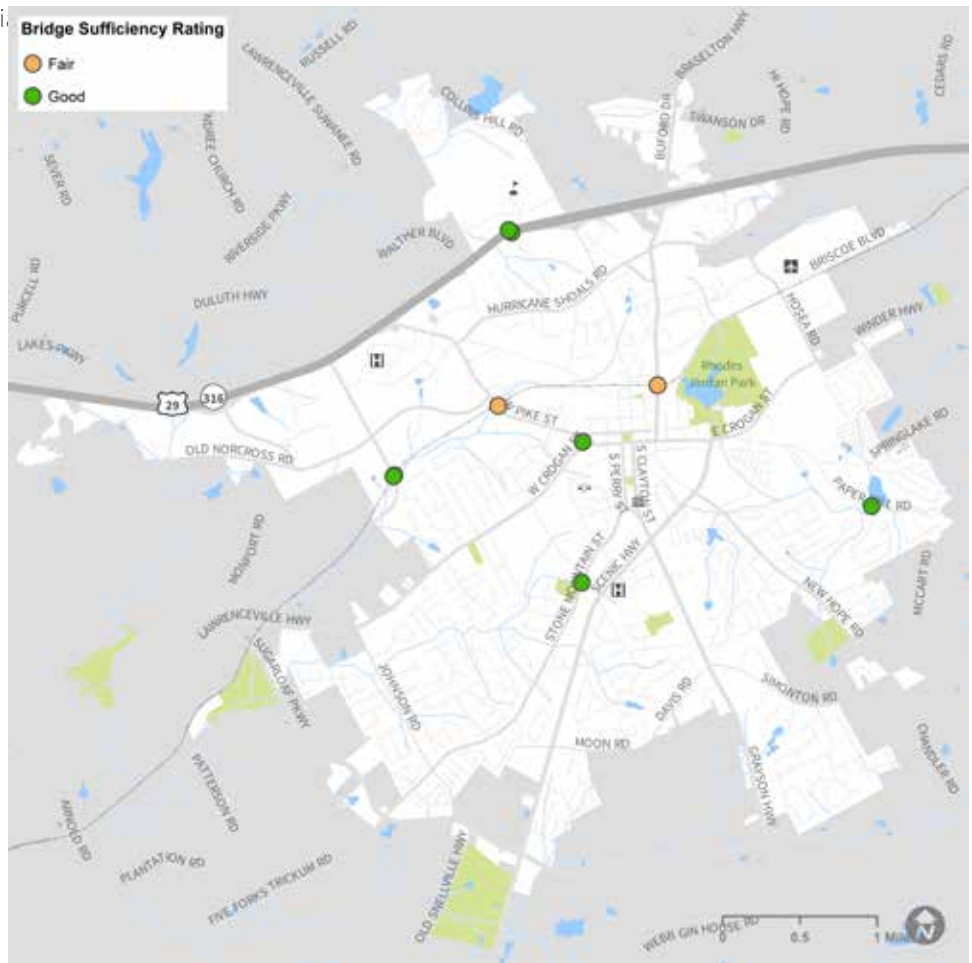 Bridge Sufficiency Rating
Fair
Good
RUSSELL RD
LAWRENCEVILLE SUWANEE RD
BRASELTON HWY
HI HOPE RD
CEDARS RD
COLLINS HILL RD
SWANSON DR
BUFORD DR
SEVER RD
CHURCH RD
RIVERSIDE PKWY
WALTHER BLVD
BRISCOE BLVD
HOSEA RD
PURCELL RD
DULUTH HWY
HURRICANE SHOALS RD
WINDER HWY
LAKES PKWY
29
316
H
Rhodes
Jordan Park
PIKE ST
E CROGAN ST
SPRINGLAKE RD
OLD NORCROSS RD
W CROGAN
S PERRY ST
S CLAYTON ST
RD
MONFORT RD
STONE MOUNTAIN ST
SCENIC HWY
H
NEW HOPE RD
MCCART RD
LAWRENCEVILLE HWY
SUGARLOAF PKWY
JOHNSON RD
DAVIS RD
SIMONTON RD
MOON RD
GRAYSON HWY
CHANDLER RD
PATTERSON RD
ARNOLD RD
PLANTATION RD
FIVE FORKS TRICKUM RD
OLD SNELLVILLE HWY
WEBB GIN HOUSE RD
0 0.5 1
N